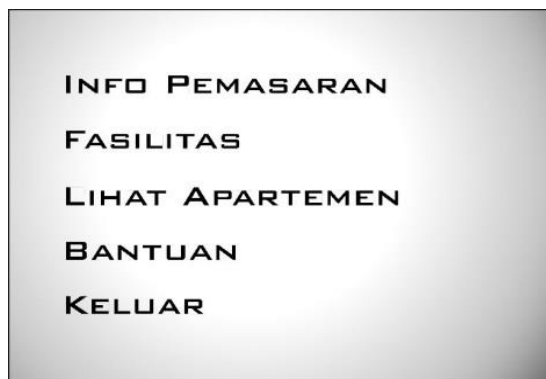 Info Pemasaran
Fasilitas
Lihat Apartemen
Bantuan
Keluar